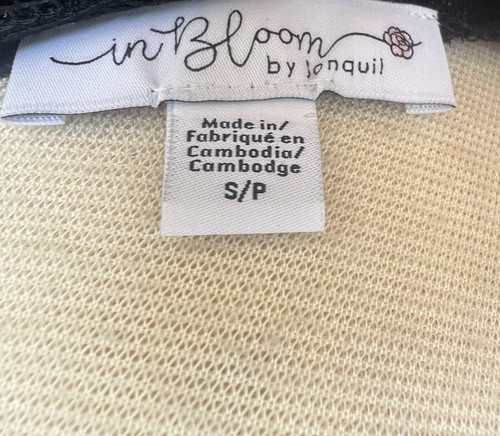 in Bloom
by Jonquil
Made in/
Fabriqué en
Cambodia/
Cambodge
S/P